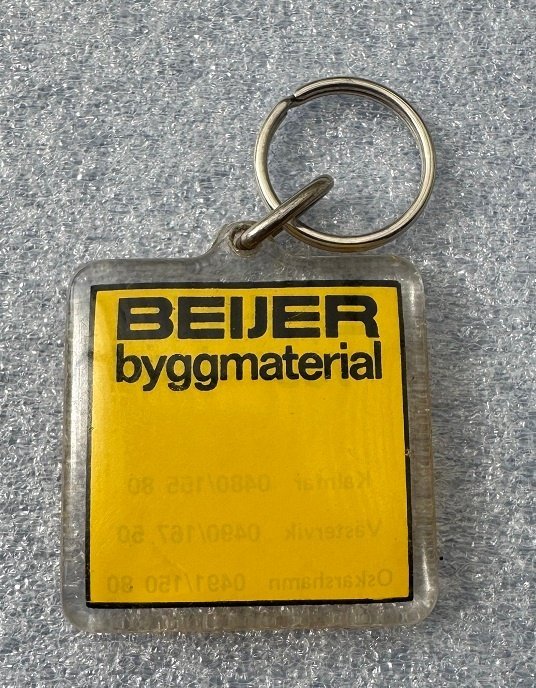 BEIJER
byggmaterial
Kalmar 0480/155 80
Västervik 0490/167 50
Oskarshamn 0491/150 80